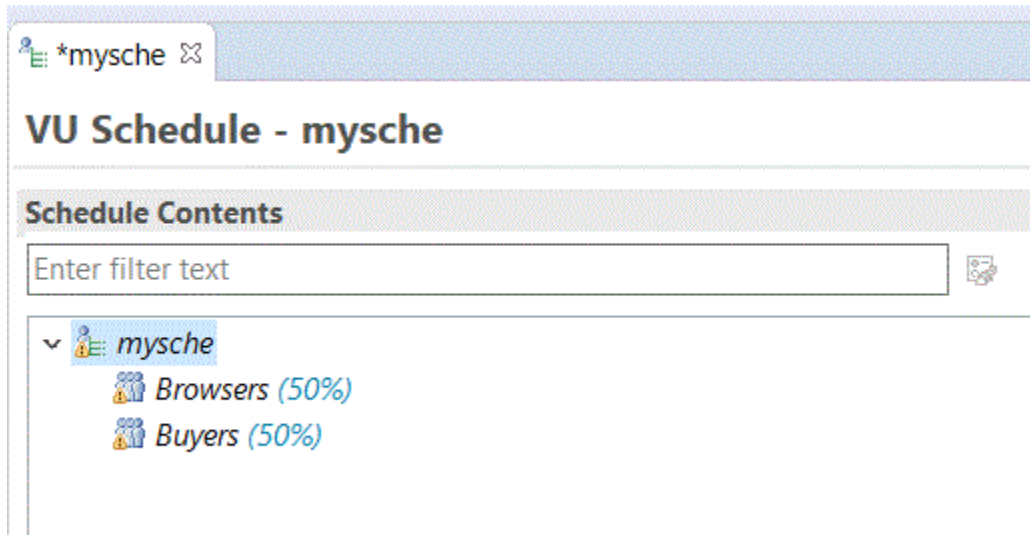 *mysche
VU Schedule - mysche
Schedule Contents
Enter filter text
mysche
Browsers (50%)
Buyers (50%)